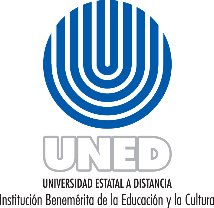 UNED
UNIVERSIDAD ESTATAL A DISTANCIA
Institución Benemérita de la Educación y la Cultura